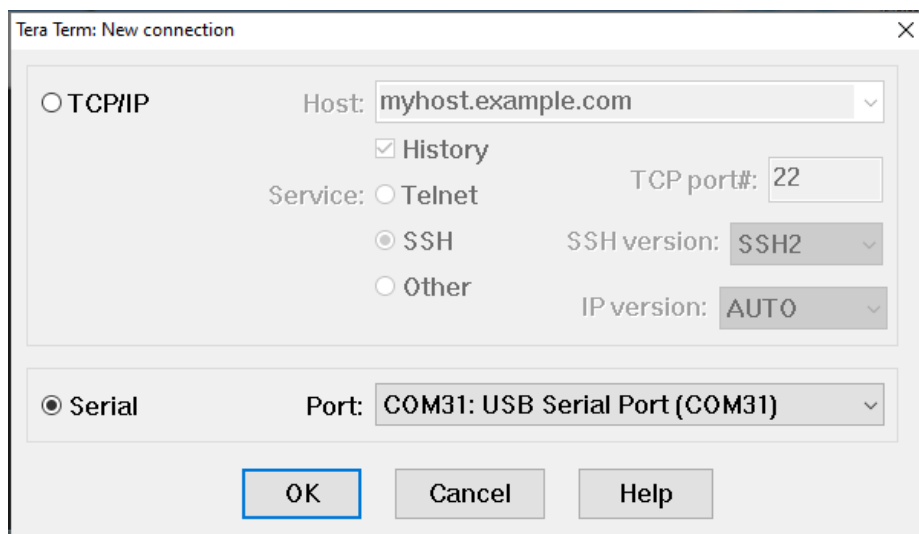 Tera Term: New connection
TCP/IP
Host: myhost.example.com
History
Service: Telnet
TCP port#: 22
SSH
SSH version: SSH2
Other
IP version: AUTO
Serial
Port: COM31: USB Serial Port (COM31)
OK
Cancel
Help